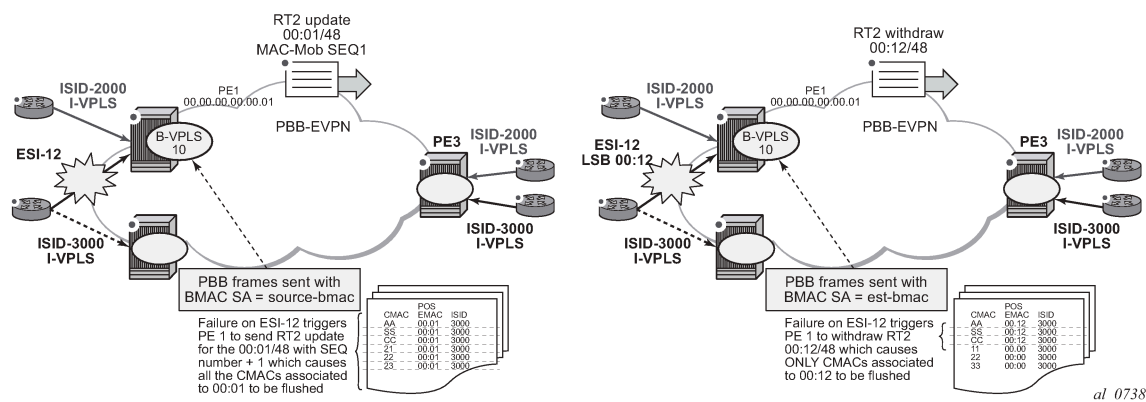 RT2 update
00:01/48
MAC-Mob SEQ1
ISID-2000
I-VPLS
PE1
00.00.00.00:00.01
B-VPLS
10
PBB-EVPN
ESI-12
PE3
ISID-2000
I-VPLS
ISID-3000
I-VPLS
ISID-3000
I-VPLS
PBB frames sent with
BMAC SA = source-bmac
Failure on ESI-12 triggers
PE 1 to send RT2 update
for the 00:01/48 with SEQ
number + 1 which causes
all the CMACs associated
to 00:01 to be flushed
POS
CMAC EMAC ISID
AA 00.01 3000
SS 00:01 3000
CC 00.01 3000
21 00.01 3000
22 00.01 3000
23 00:01 3000
RT2 withdraw
00:12/48
ISID-2000
I-VPLS
PE1
00.00.00.00:00.01
B-VPLS
10
PBB-EVPN
ESI-12
LSB 00:12
PE3
ISID-2000
I-VPLS
ISID-3000
I-VPLS
ISID-3000
I-VPLS
PBB frames sent with
BMAC SA = est-bmac
Failure on ESI-12 triggers
PE 1 to withdraw RT2
00:12/48 which causes
ONLY CMACs associated
to 00:12 to be flushed
POS
CMAC EMAC ISID
AA 00.12 3000
SS 00:12 3000
CC 00:12 3000
11 00.00 3000
22 00:00 3000
33 00:00 3000
al_0738